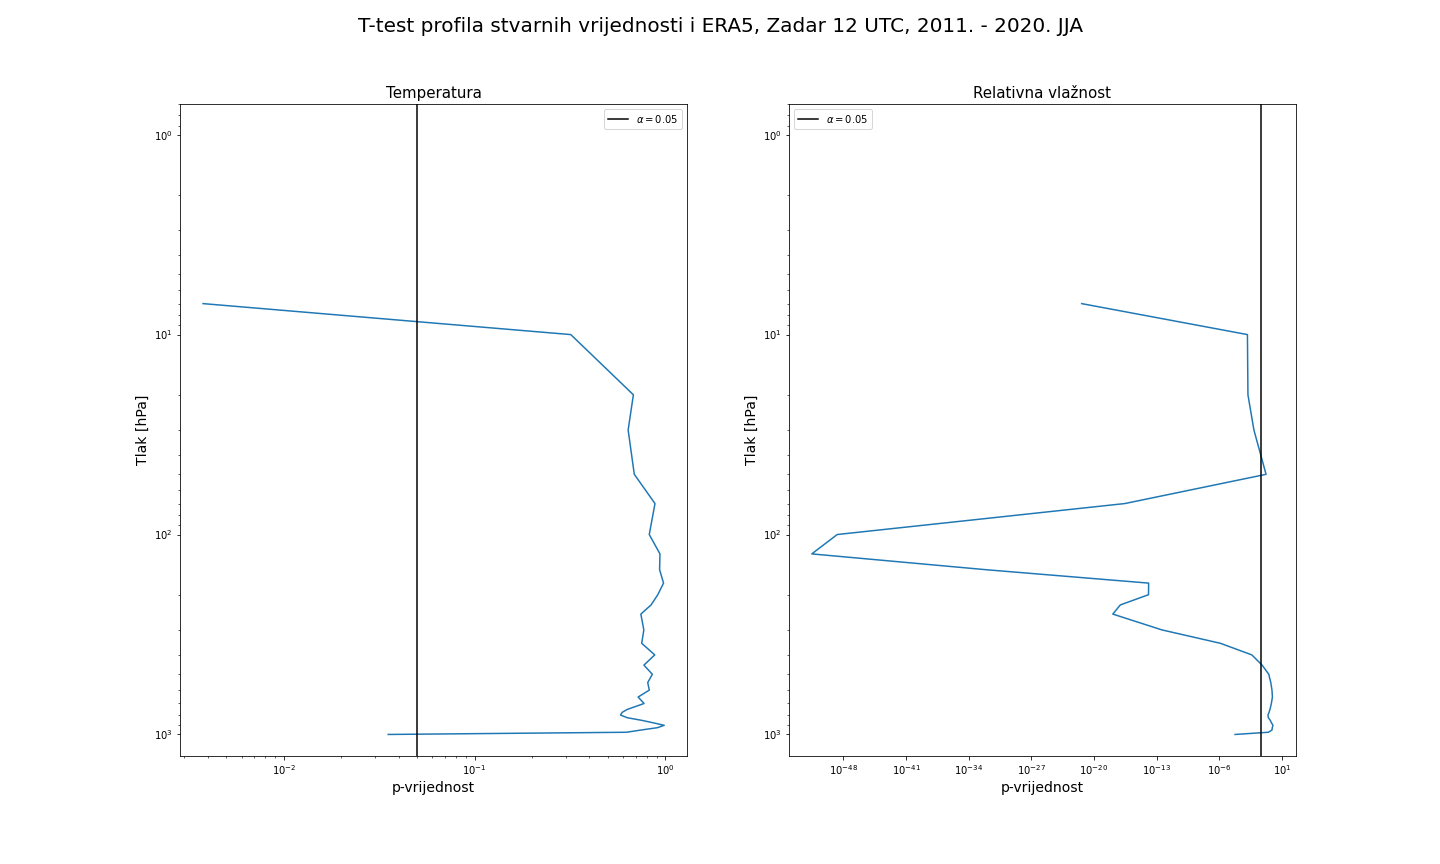 T-test profila stvarnih vrijednosti i ERA5, Zadar 12 UTC, 2011. - 2020. JJA
Temperatura
α = 0.05
10⁰
10¹
10²
10³
Tlak [hPa]
10⁻²
10⁻¹
10⁰
p-vrijednost
Relativna vlažnost
α = 0.05
10⁰
10¹
10²
10³
Tlak [hPa]
10⁻⁴⁸
10⁻⁴¹
10⁻³⁴
10⁻²⁷
10⁻²⁰
10⁻¹³
10⁻⁶
10¹
p-vrijednost